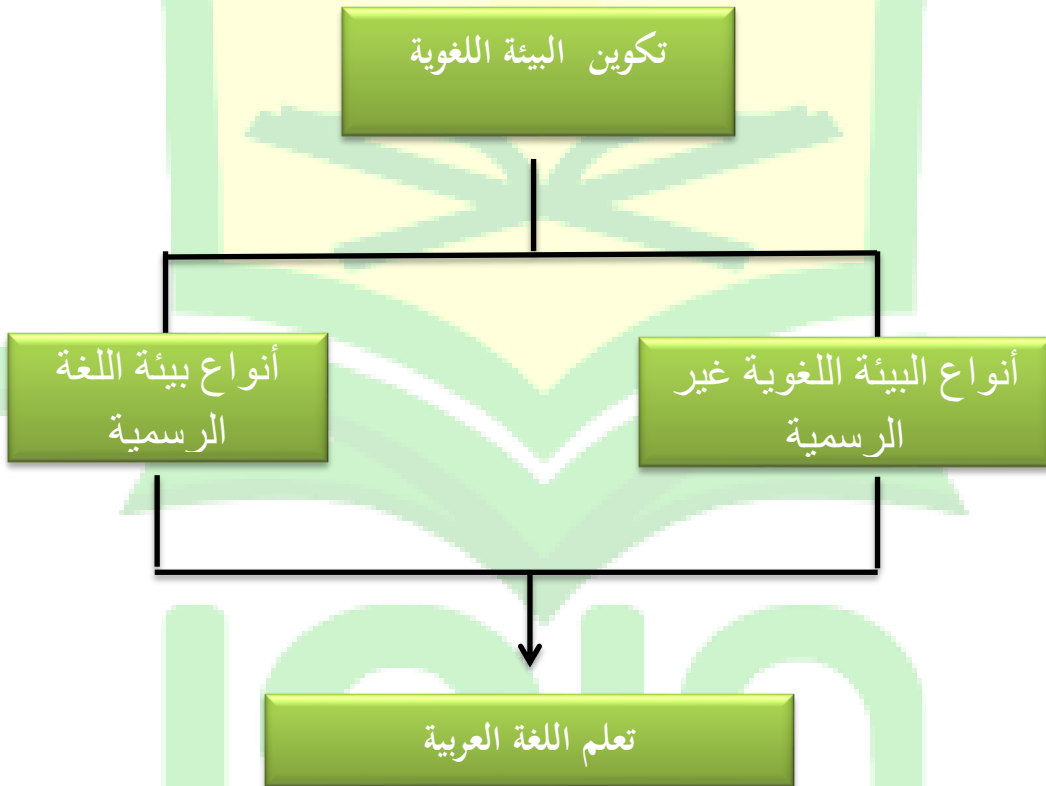 تكوين البيئة اللغوية
أنواع البيئة اللغوية غير
الرسمية
أنواع بيئة اللغة
الرسمية
تعلم اللغة العربية